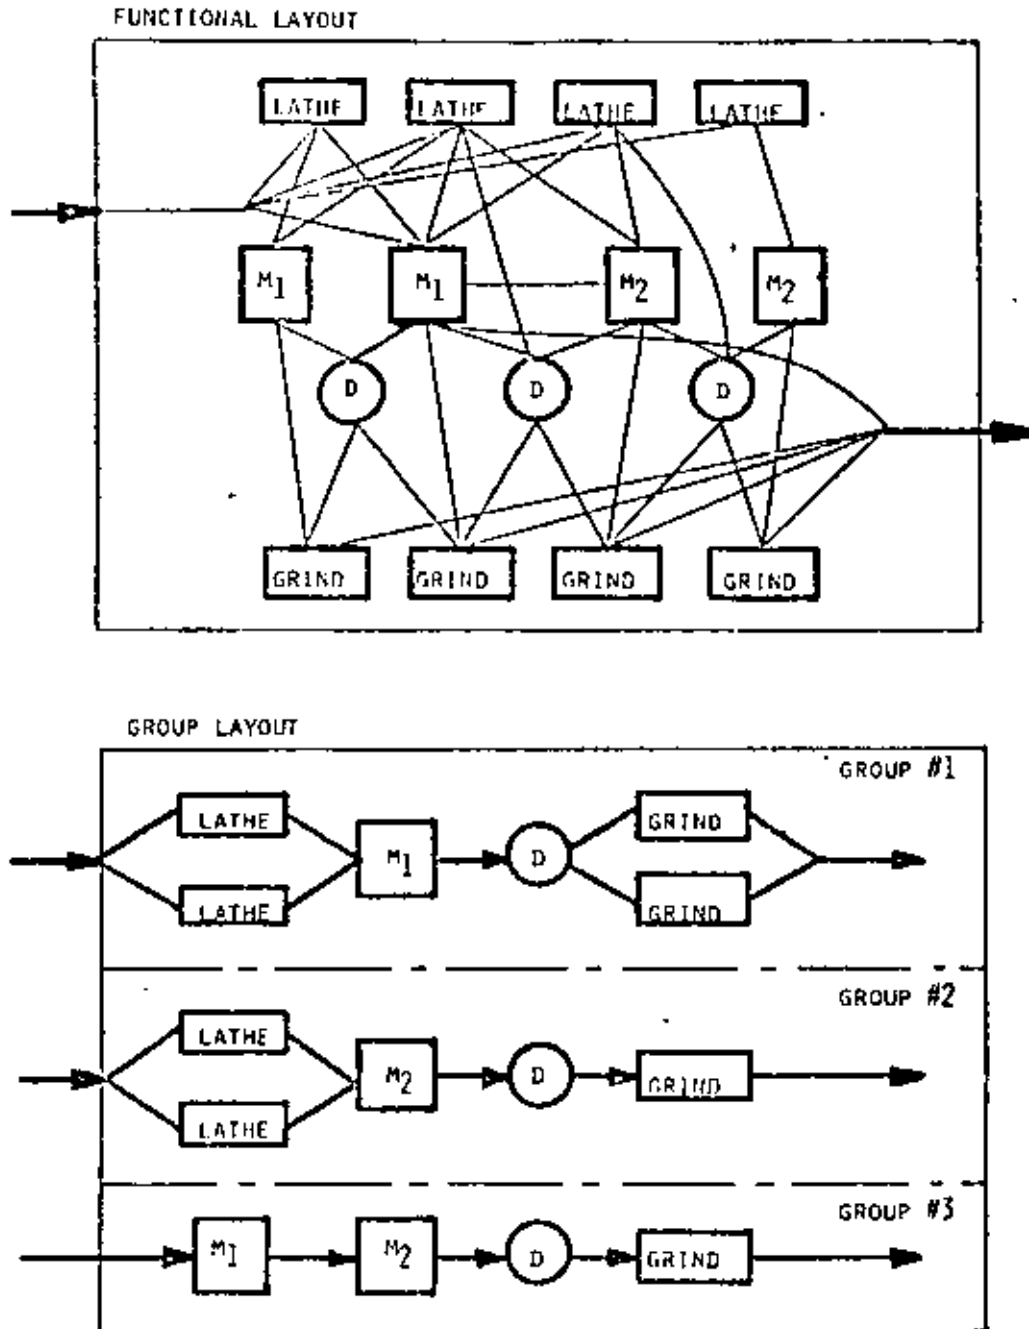 FUNCTIONAL LAYOUT
LATHE LATHE LATHE LATHE
M1 M1 M2 M2
D D D
GRIND GRIND GRIND GRIND
GROUP LAYOUT
GROUP #1
LATHE GRIND
M1 D
LATHE GRIND
GROUP #2
LATHE
M2 D GRIND
LATHE
GROUP #3
M1 M2 D GRIND